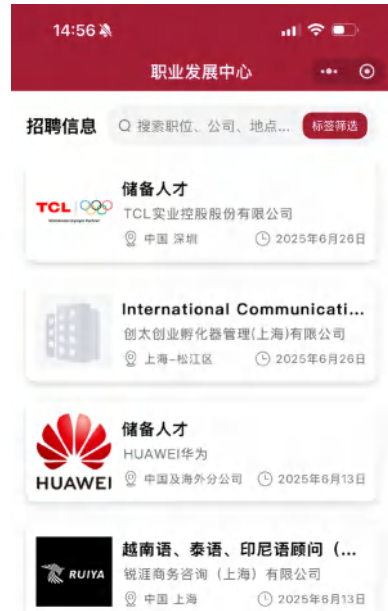 14:56
职业发展中心
招聘信息
搜索职位、公司、地点...
标签筛选
储备人才
TCL
TCL实业控股股份有限公司
中国 深圳
2025年6月26日
International Communicati...
创太创业孵化器管理(上海)有限公司
上海-松江区
2025年6月26日
储备人才
HUAWEI华为
HUAWEI
中国及海外分公司
2025年6月13日
越南语、泰语、印尼语顾问（...
RUIYA
锐涯商务咨询（上海）有限公司
中国 上海
2025年6月13日